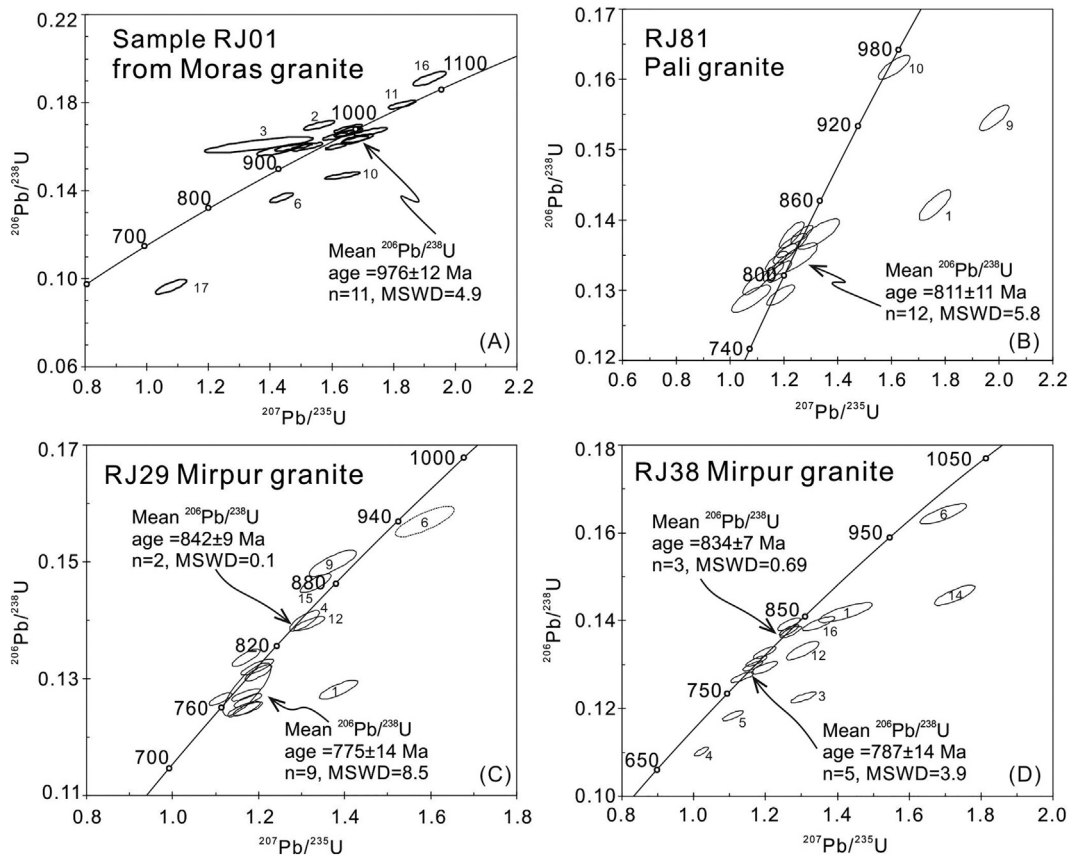 Sample RJ01
from Moras granite
0.22
0.18
0.14
0.10
0.06
²⁰⁶Pb/²³⁸U
16
1100
11
2
1000
3
900
10
800
6
700
17
Mean ²⁰⁶Pb/²³⁸U
age =976±12 Ma
n=11, MSWD=4.9
(A)
0.8 1.0 1.2 1.4 1.6 1.8 2.0 2.2
²⁰⁷Pb/²³⁵U
RJ81
Pali granite
0.17
0.16
0.15
0.14
0.13
0.12
²⁰⁶Pb/²³⁸U
980
10
920
9
860
1
800
740
Mean ²⁰⁶Pb/²³⁸U
age =811±11 Ma
n=12, MSWD=5.8
(B)
0.6 0.8 1.0 1.2 1.4 1.6 1.8 2.0 2.2
²⁰⁷Pb/²³⁵U
RJ29 Mirpur granite
0.17
0.15
0.13
0.11
²⁰⁶Pb/²³⁸U
1000
940
6
Mean ²⁰⁶Pb/²³⁸U
age =842±9 Ma
n=2, MSWD=0.1
9
880
15
4
12
820
1
760
700
Mean ²⁰⁶Pb/²³⁸U
age =775±14 Ma
n=9, MSWD=8.5
(C)
0.8 1.0 1.2 1.4 1.6 1.8
²⁰⁷Pb/²³⁵U
RJ38 Mirpur granite
0.18
0.16
0.14
0.12
0.10
²⁰⁶Pb/²³⁸U
1050
950
6
Mean ²⁰⁶Pb/²³⁸U
age =834±7 Ma
n=3, MSWD=0.69
850
1
14
16
12
750
3
5
4
650
Mean ²⁰⁶Pb/²³⁸U
age =787±14 Ma
n=5, MSWD=3.9
(D)
0.8 1.0 1.2 1.4 1.6 1.8 2.0
²⁰⁷Pb/²³⁵U